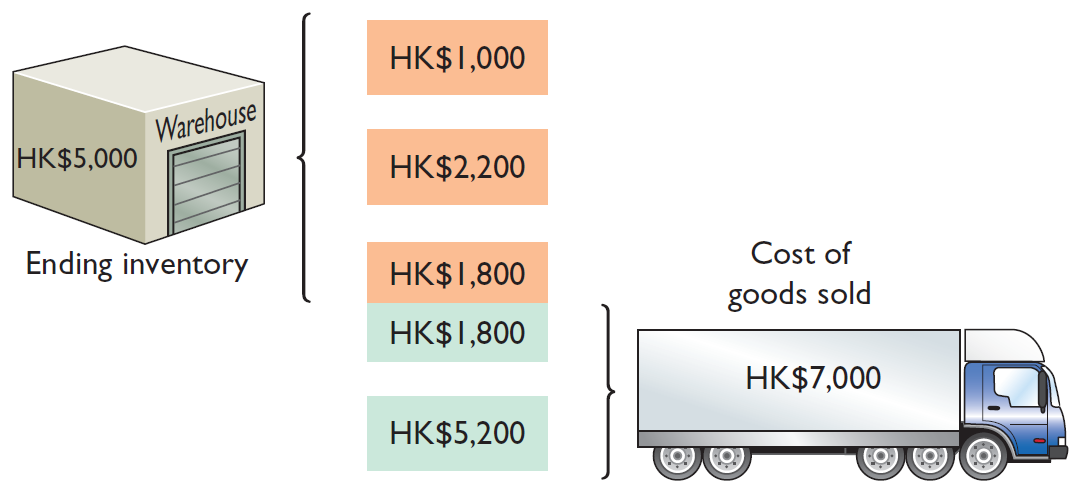 HK$5,000
Warehouse
Ending inventory
HK$1,000
HK$2,200
HK$1,800
HK$1,800
HK$5,200
Cost of
goods sold
HK$7,000